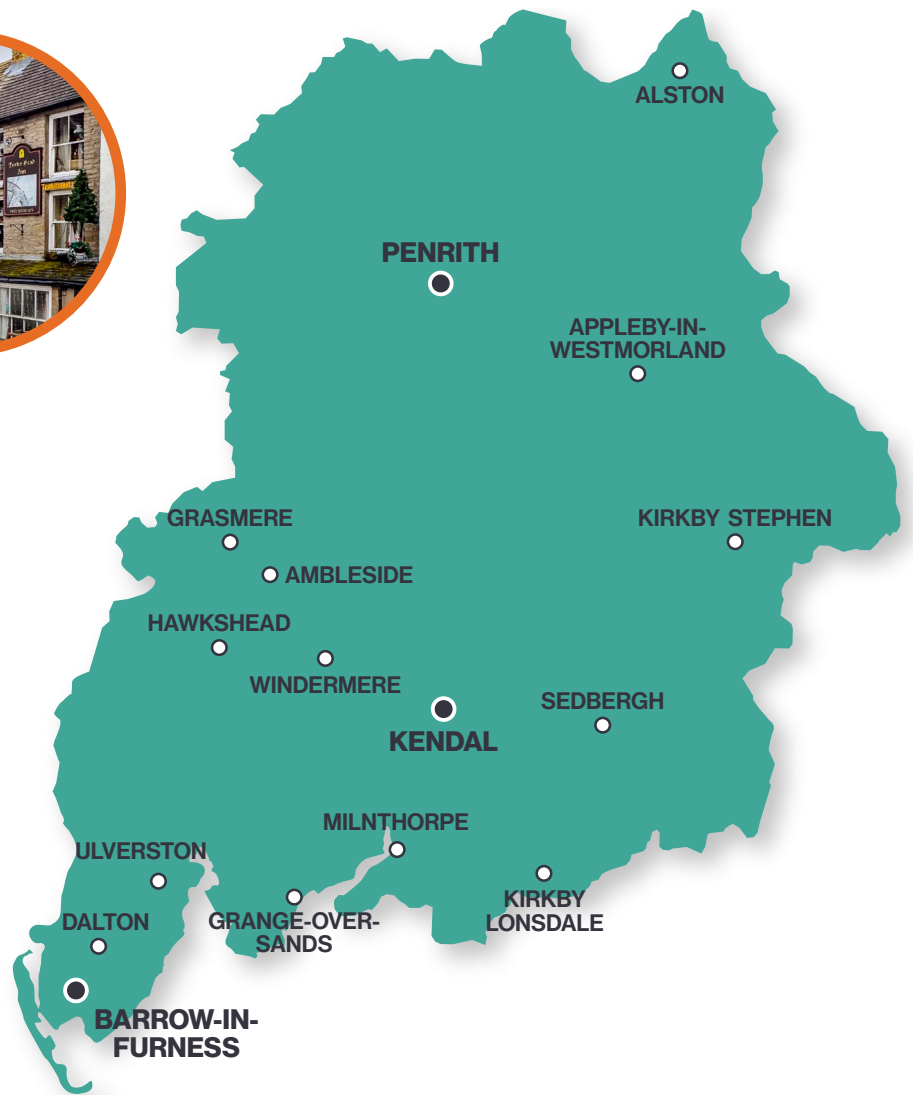 ALSTON
PENRITH
APPLEBY-IN-
WESTMORLAND
GRASMERE
KIRKBY STEPHEN
AMBLESIDE
HAWKSHEAD
WINDERMERE
SEDBERGH
KENDAL
MILNTHORPE
ULVERSTON
KIRKBY
LONSDALE
DALTON
GRANGE-OVER-
SANDS
BARROW-IN-
FURNESS